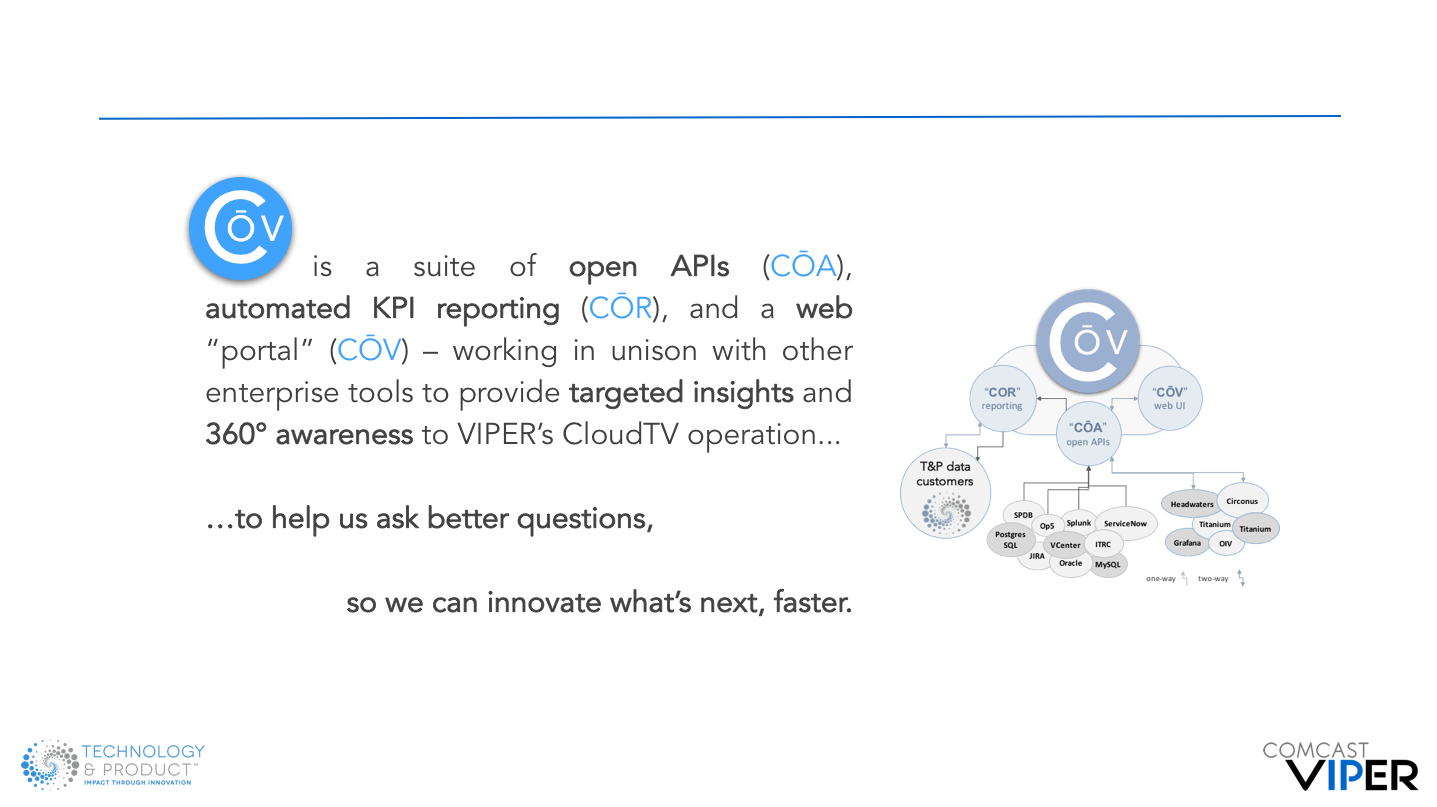 CŌV
is a suite of open APIs (CŌA),
automated KPI reporting (CŌR), and a web
“portal” (CŌV) – working in unison with other
enterprise tools to provide targeted insights and
360° awareness to VIPER’s CloudTV operation...
…to help us ask better questions,
so we can innovate what’s next, faster.
CŌV
“COR”
reporting
“CŌV”
web UI
“CŌA”
open APIs
T&P data
customers
SPDB
Op5
Splunk
ServiceNow
Postgres
SQL
VCenter
ITRC
JIRA
Oracle
MySQL
Headwaters
Circonus
Titanium
Titanium
Grafana
OIV
one-way
two-way
TECHNOLOGY
& PRODUCT™
IMPACT THROUGH INNOVATION
COMCAST
VIPER